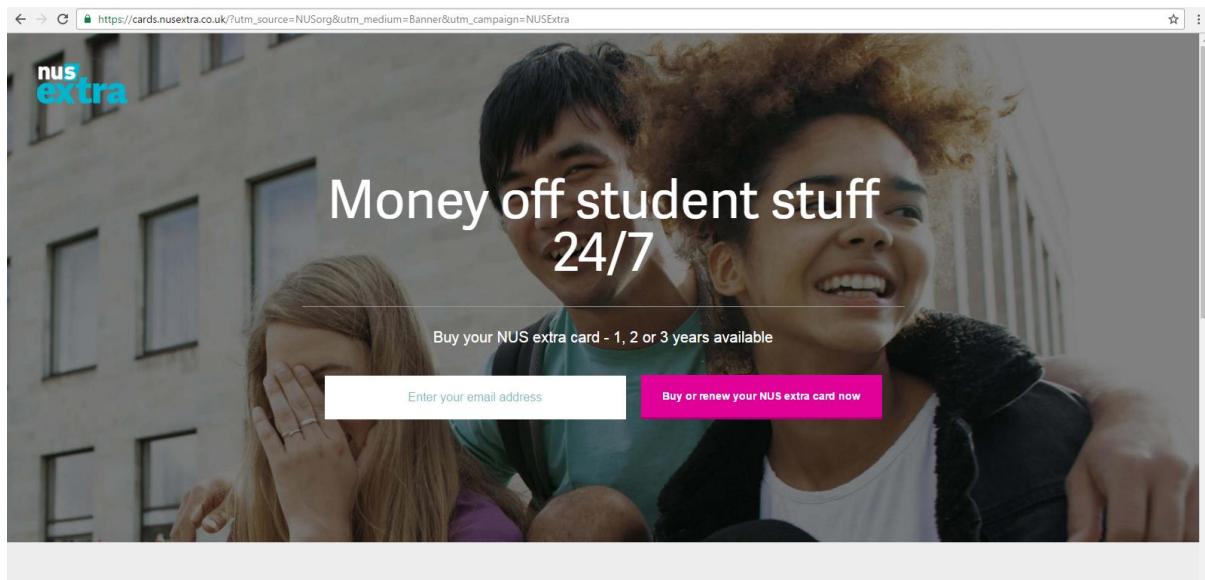 https://cards.nusextra.co.uk/?utm_source=NUSorg&utm_medium=Banner&utm_campaign=NUSExtra
nus
extra
Money off student stuff
24/7
Buy your NUS extra card - 1, 2 or 3 years available
Enter your email address
Buy or renew your NUS extra card now